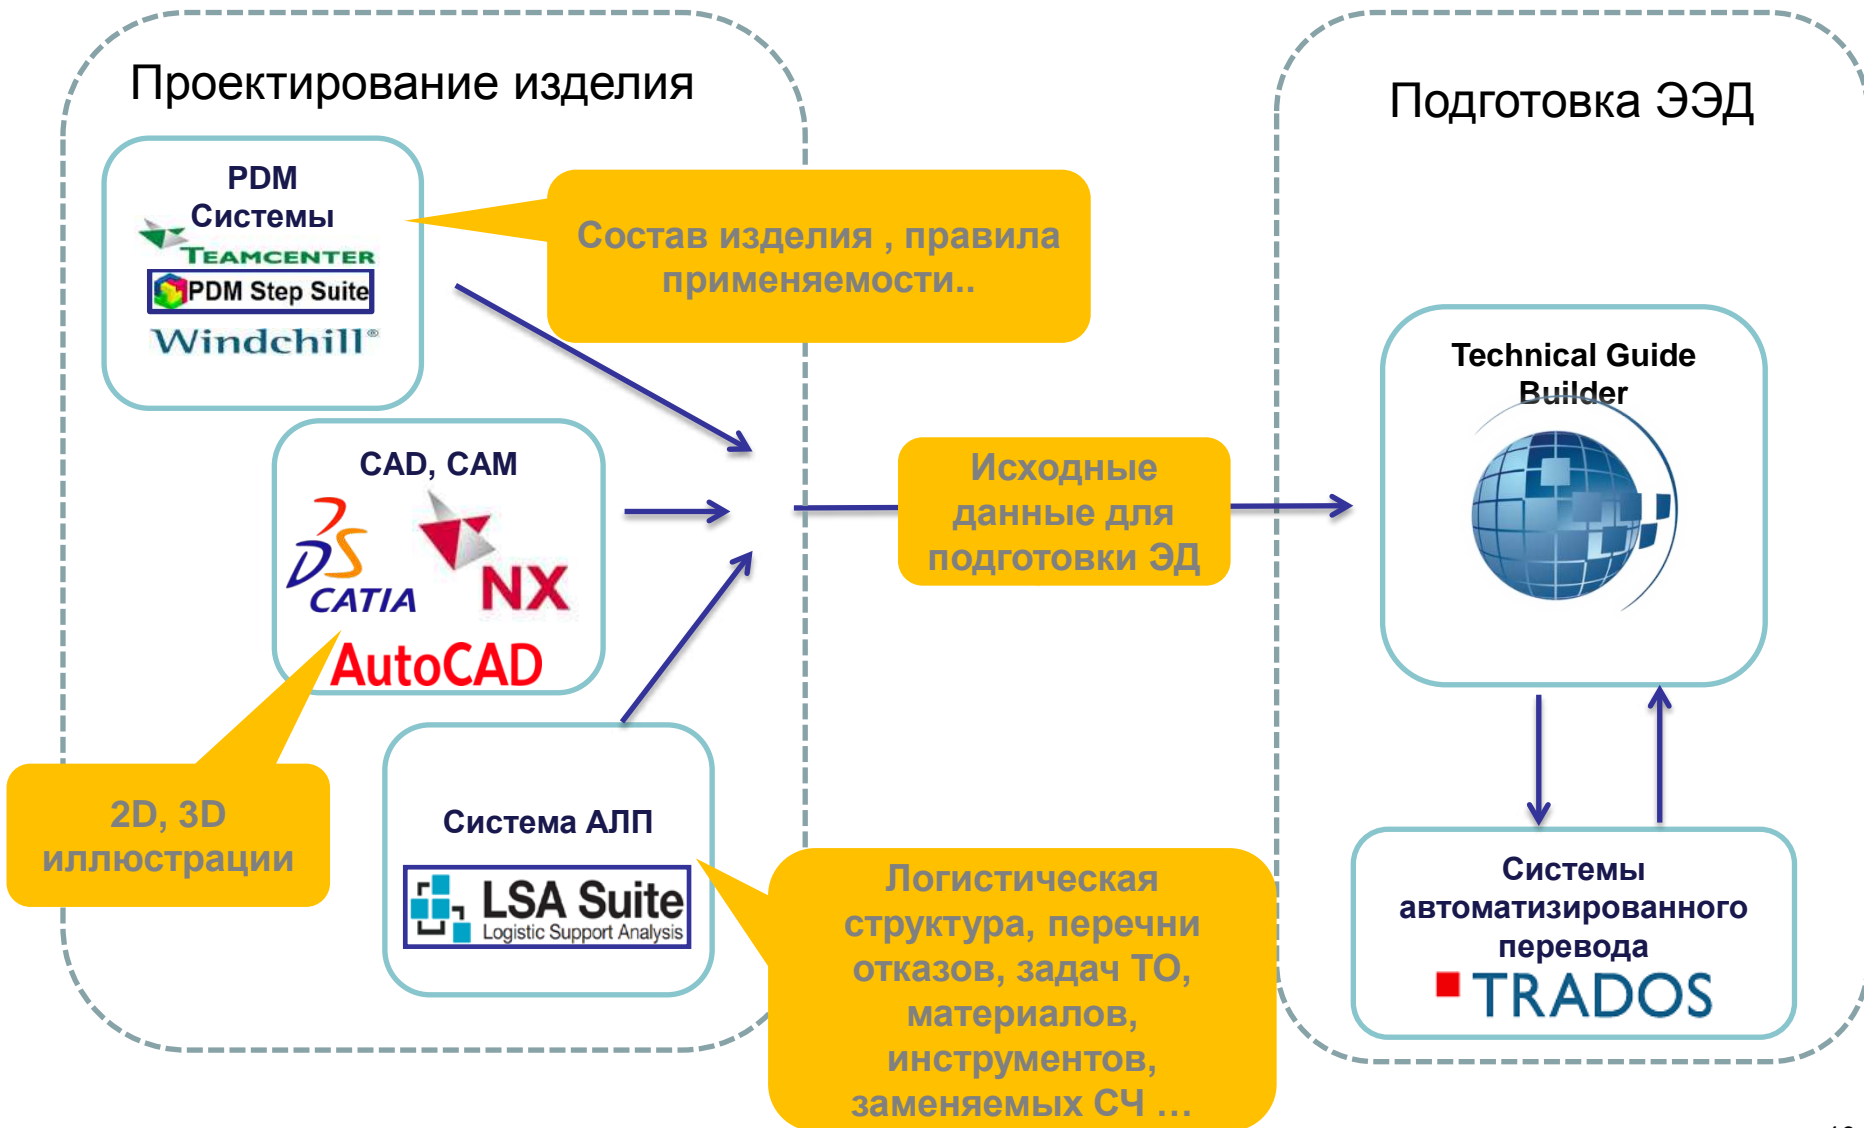 Проектирование изделия
Подготовка ЭЭД
PDM
Системы
TEAMCENTER
PDM Step Suite
Windchill®
Состав изделия , правила
применяемости..
CAD, CAM
DS
CATIA
NX
AutoCAD
2D, 3D
иллюстрации
Система АЛП
LSA Suite
Logistic Support Analysis
Логистическая
структура, перечни
отказов, задач ТО,
материалов,
инструментов,
заменяемых СЧ …
Исходные
данные для
подготовки ЭД
Technical Guide
Builder
Системы
автоматизированного
перевода
TRADOS